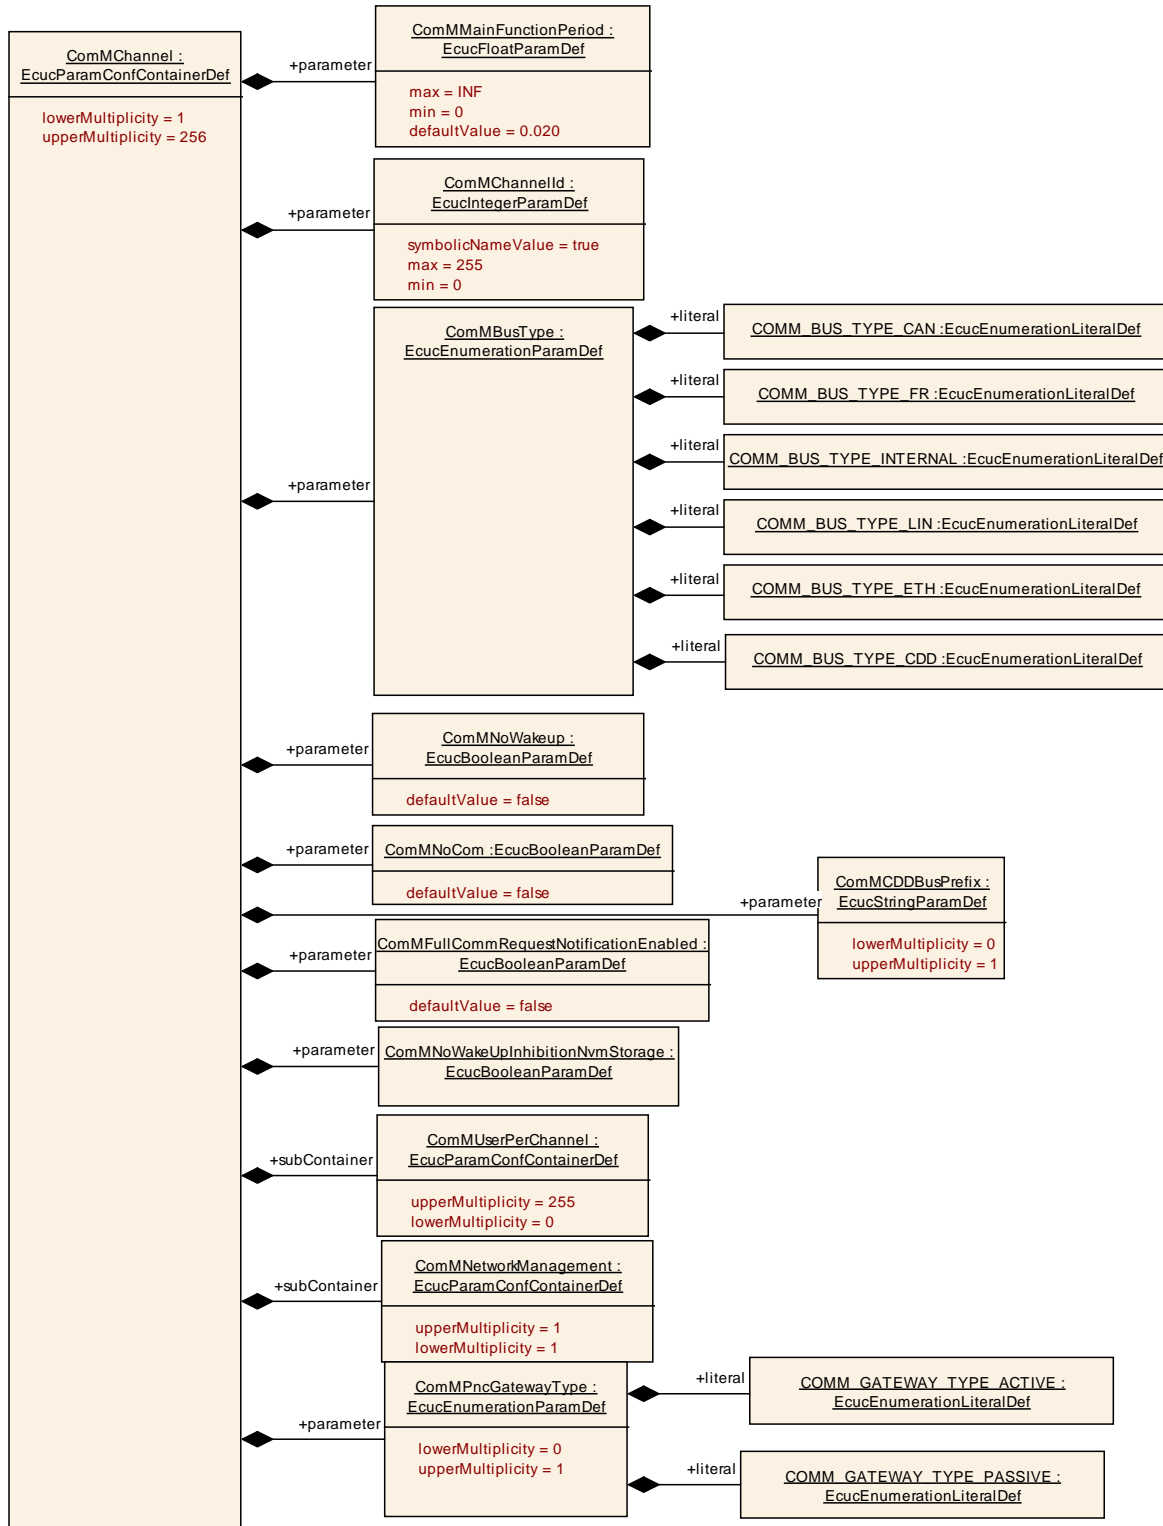 ComMChannel :
EcucParamConfContainerDef
lowerMultiplicity = 1
upperMultiplicity = 256
+parameter
ComMMainFunctionPeriod :
EcucFloatParamDef
max = INF
min = 0
defaultValue = 0.020
+parameter
ComMChannelId :
EcucIntegerParamDef
symbolicNameValue = true
max = 255
min = 0
+parameter
ComMBusType :
EcucEnumerationParamDef
+literal
COMM_BUS_TYPE_CAN :EcucEnumerationLiteralDef
+literal
COMM_BUS_TYPE_FR :EcucEnumerationLiteralDef
+literal
COMM_BUS_TYPE_INTERNAL :EcucEnumerationLiteralDef
+literal
COMM_BUS_TYPE_LIN :EcucEnumerationLiteralDef
+literal
COMM_BUS_TYPE_ETH :EcucEnumerationLiteralDef
+literal
COMM_BUS_TYPE_CDD :EcucEnumerationLiteralDef
+parameter
ComMNoWakeup :
EcucBooleanParamDef
defaultValue = false
+parameter
ComMNoCom :EcucBooleanParamDef
defaultValue = false
+parameter
ComMCDDBusPrefix :
EcucStringParamDef
lowerMultiplicity = 0
upperMultiplicity = 1
+parameter
ComMFullCommRequestNotificationEnabled :
EcucBooleanParamDef
defaultValue = false
+parameter
ComMNoWakeUpInhibitionNvmStorage :
EcucBooleanParamDef
+subContainer
ComMUserPerChannel :
EcucParamConfContainerDef
upperMultiplicity = 255
lowerMultiplicity = 0
+subContainer
ComMNetworkManagement :
EcucParamConfContainerDef
upperMultiplicity = 1
lowerMultiplicity = 1
+parameter
ComMPncGatewayType :
EcucEnumerationParamDef
lowerMultiplicity = 0
upperMultiplicity = 1
+literal
COMM_GATEWAY_TYPE_ACTIVE :
EcucEnumerationLiteralDef
+literal
COMM_GATEWAY_TYPE_PASSIVE :
EcucEnumerationLiteralDef